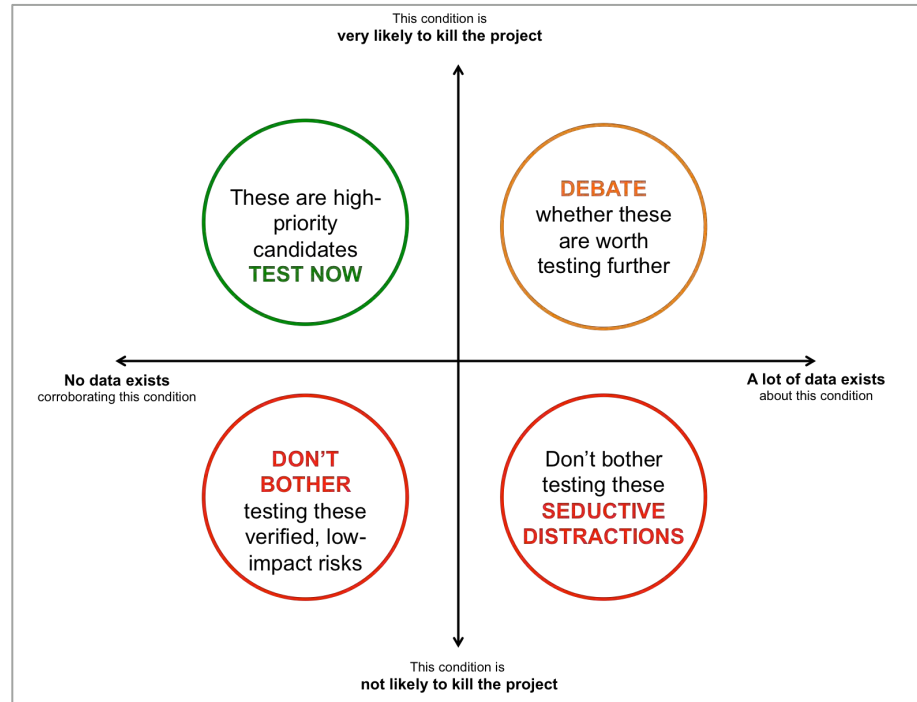 This condition is
very likely to kill the project
These are high-
priority
candidates
TEST NOW
DEBATE
whether these
are worth
testing further
No data exists
corroborating this condition
A lot of data exists
about this condition
DON’T
BOTHER
testing these
verified, low-
impact risks
Don’t bother
testing these
SEDUCTIVE
DISTRACTIONS
This condition is
not likely to kill the project